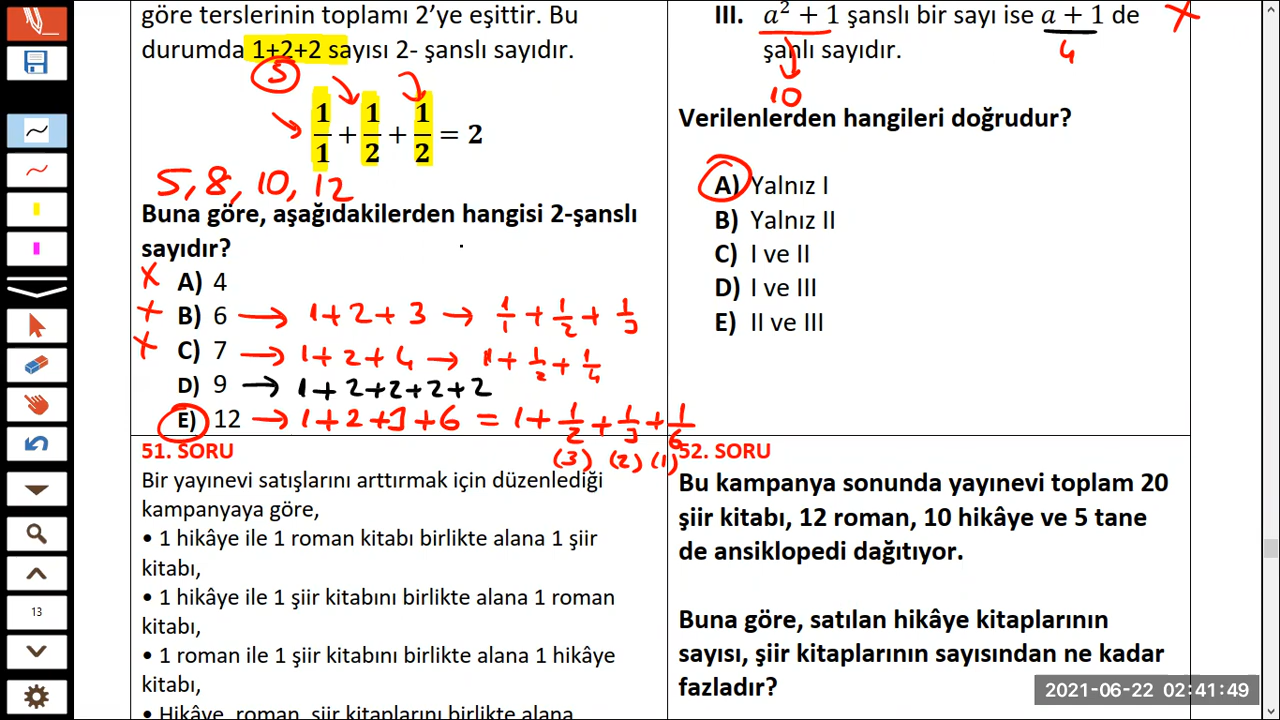 göre terslerinin toplamı 2'ye eşittir. Bu
durumda 1+2+2 sayısı 2- şanslı sayıdır.
5
1/1 + 1/2 + 1/2 = 2
5, 8, 10, 12
Buna göre, aşağıdakilerden hangisi 2-şanslı
sayıdır?
x A) 4
+ B) 6 → 1+2+3 → 1/1 + 1/2 + 1/3
+ C) 7 → 1+2+4 → 1 + 1/2 + 1/4
D) 9 → 1+2+2+2+2
E) 12 → 1+2+3+6 = 1 + 1/2 + 1/3 + 1/6
(3) (2) (1)
51. SORU
Bir yayınevi satışlarını arttırmak için düzenlediği
kampanyaya göre,
• 1 hikâye ile 1 roman kitabı birlikte alana 1 şiir
kitabı,
• 1 hikâye ile 1 şiir kitabını birlikte alana 1 roman
kitabı,
• 1 roman ile 1 şiir kitabını birlikte alana 1 hikâye
kitabı,
• Hikâye, roman, şiir kitaplarını birlikte alana
III. a² + 1 şanslı bir sayı ise a + 1 de x
şanlı sayıdır. 4
10
Verilenlerden hangileri doğrudur?
A) Yalnız I
B) Yalnız II
C) I ve II
D) I ve III
E) II ve III
52. SORU
Bu kampanya sonunda yayınevi toplam 20
şiir kitabı, 12 roman, 10 hikâye ve 5 tane
de ansiklopedi dağıtıyor.
Buna göre, satılan hikâye kitaplarının
sayısı, şiir kitaplarının sayısından ne kadar
fazladır?
13
2021-06-22 02:41:49